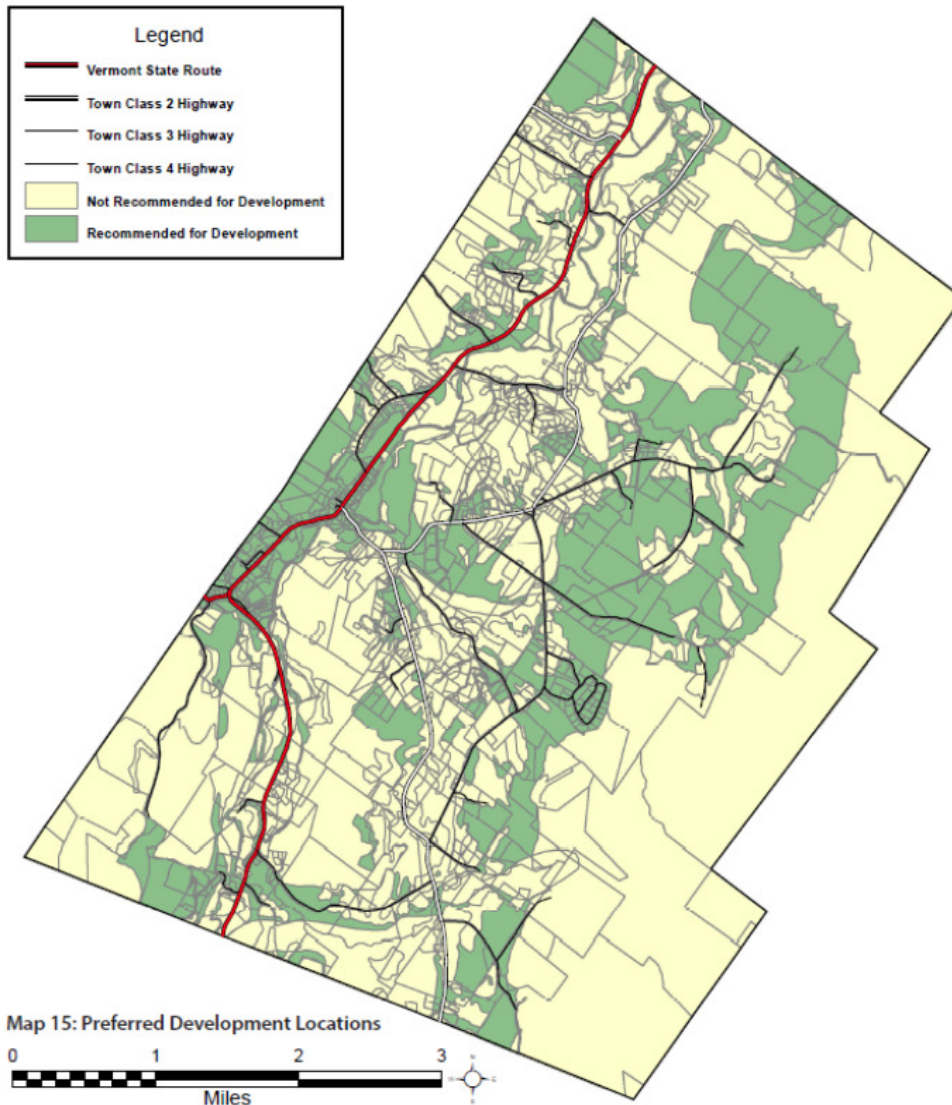 Legend
Vermont State Route
Town Class 2 Highway
Town Class 3 Highway
Town Class 4 Highway
Not Recommended for Development
Recommended for Development
Map 15: Preferred Development Locations
0 1 2 3
Miles